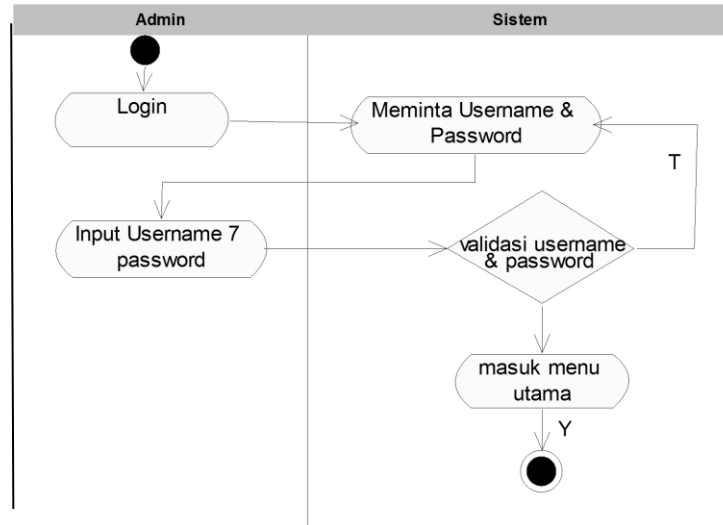 Admin
Sistem
Login
Meminta Username &
Password
T
Input Username 7
password
validasi username
& password
masuk menu
utama
Y